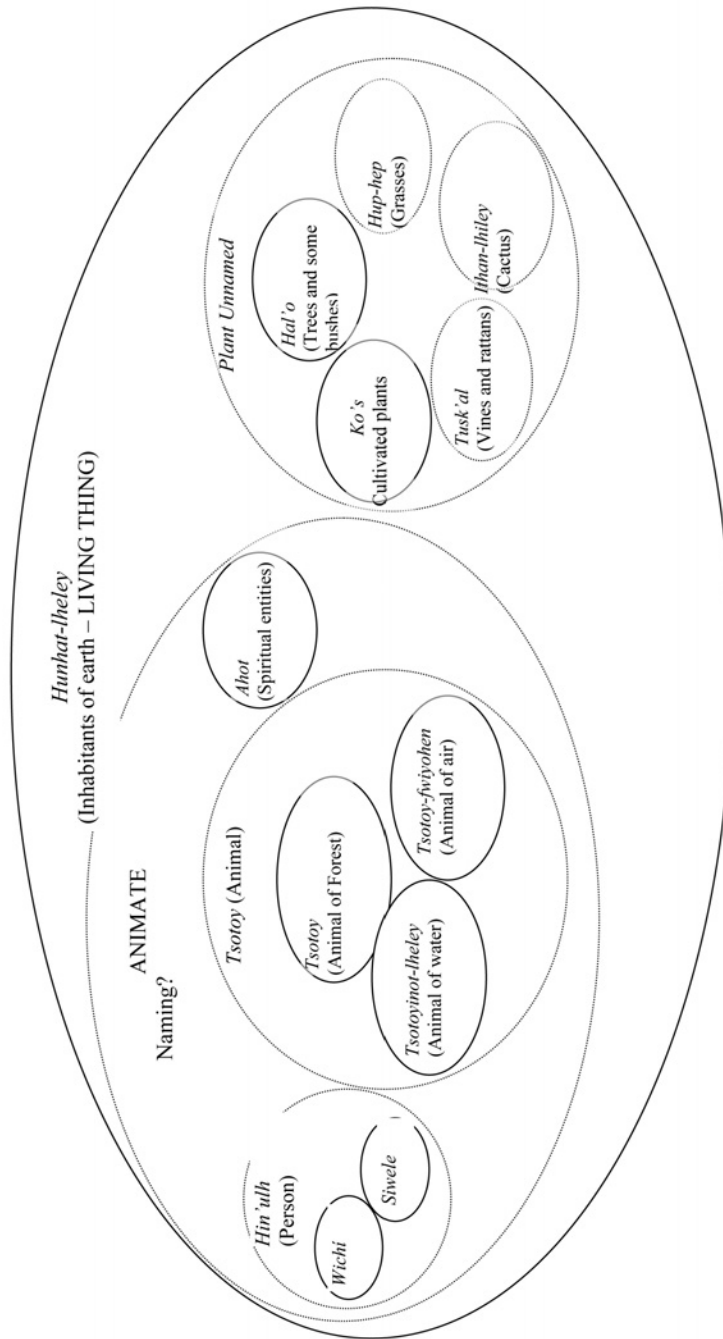 Hunhat-lheley
(Inhabitants of earth – LIVING THING)
ANIMATE
Naming?
Hin'ulh
(Person)
Wichi
Siwele
Tsotoy (Animal)
Tsotoy
(Animal of Forest)
Tsotoyinot-lheley
(Animal of water)
Tsotoy-fwiyohen
(Animal of air)
Ahot
(Spiritual entities)
Plant Unnamed
Ko's
Cultivated plants
Hal'o
(Trees and some
bushes)
Hup-hep
(Grasses)
Tusk'al
(Vines and rattans)
Ithan-lhiley
(Cactus)